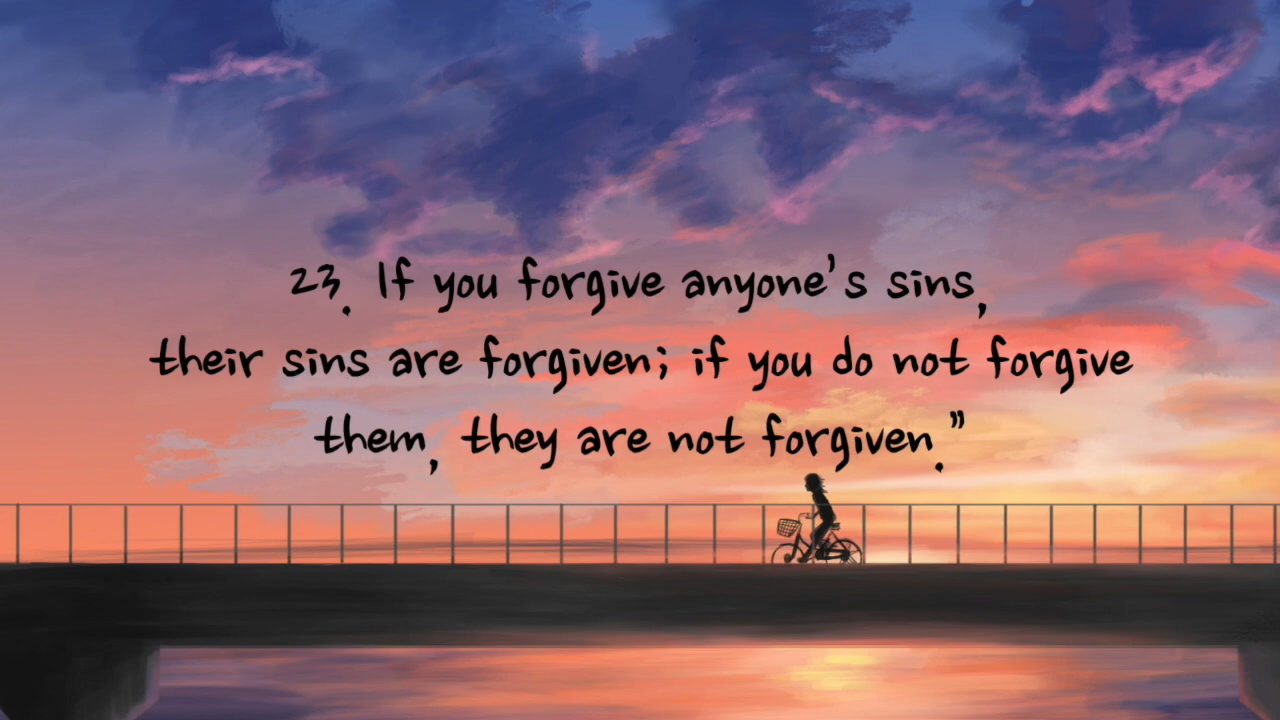 23. If you forgive anyone's sins,
their sins are forgiven; if you do not forgive
them, they are not forgiven."